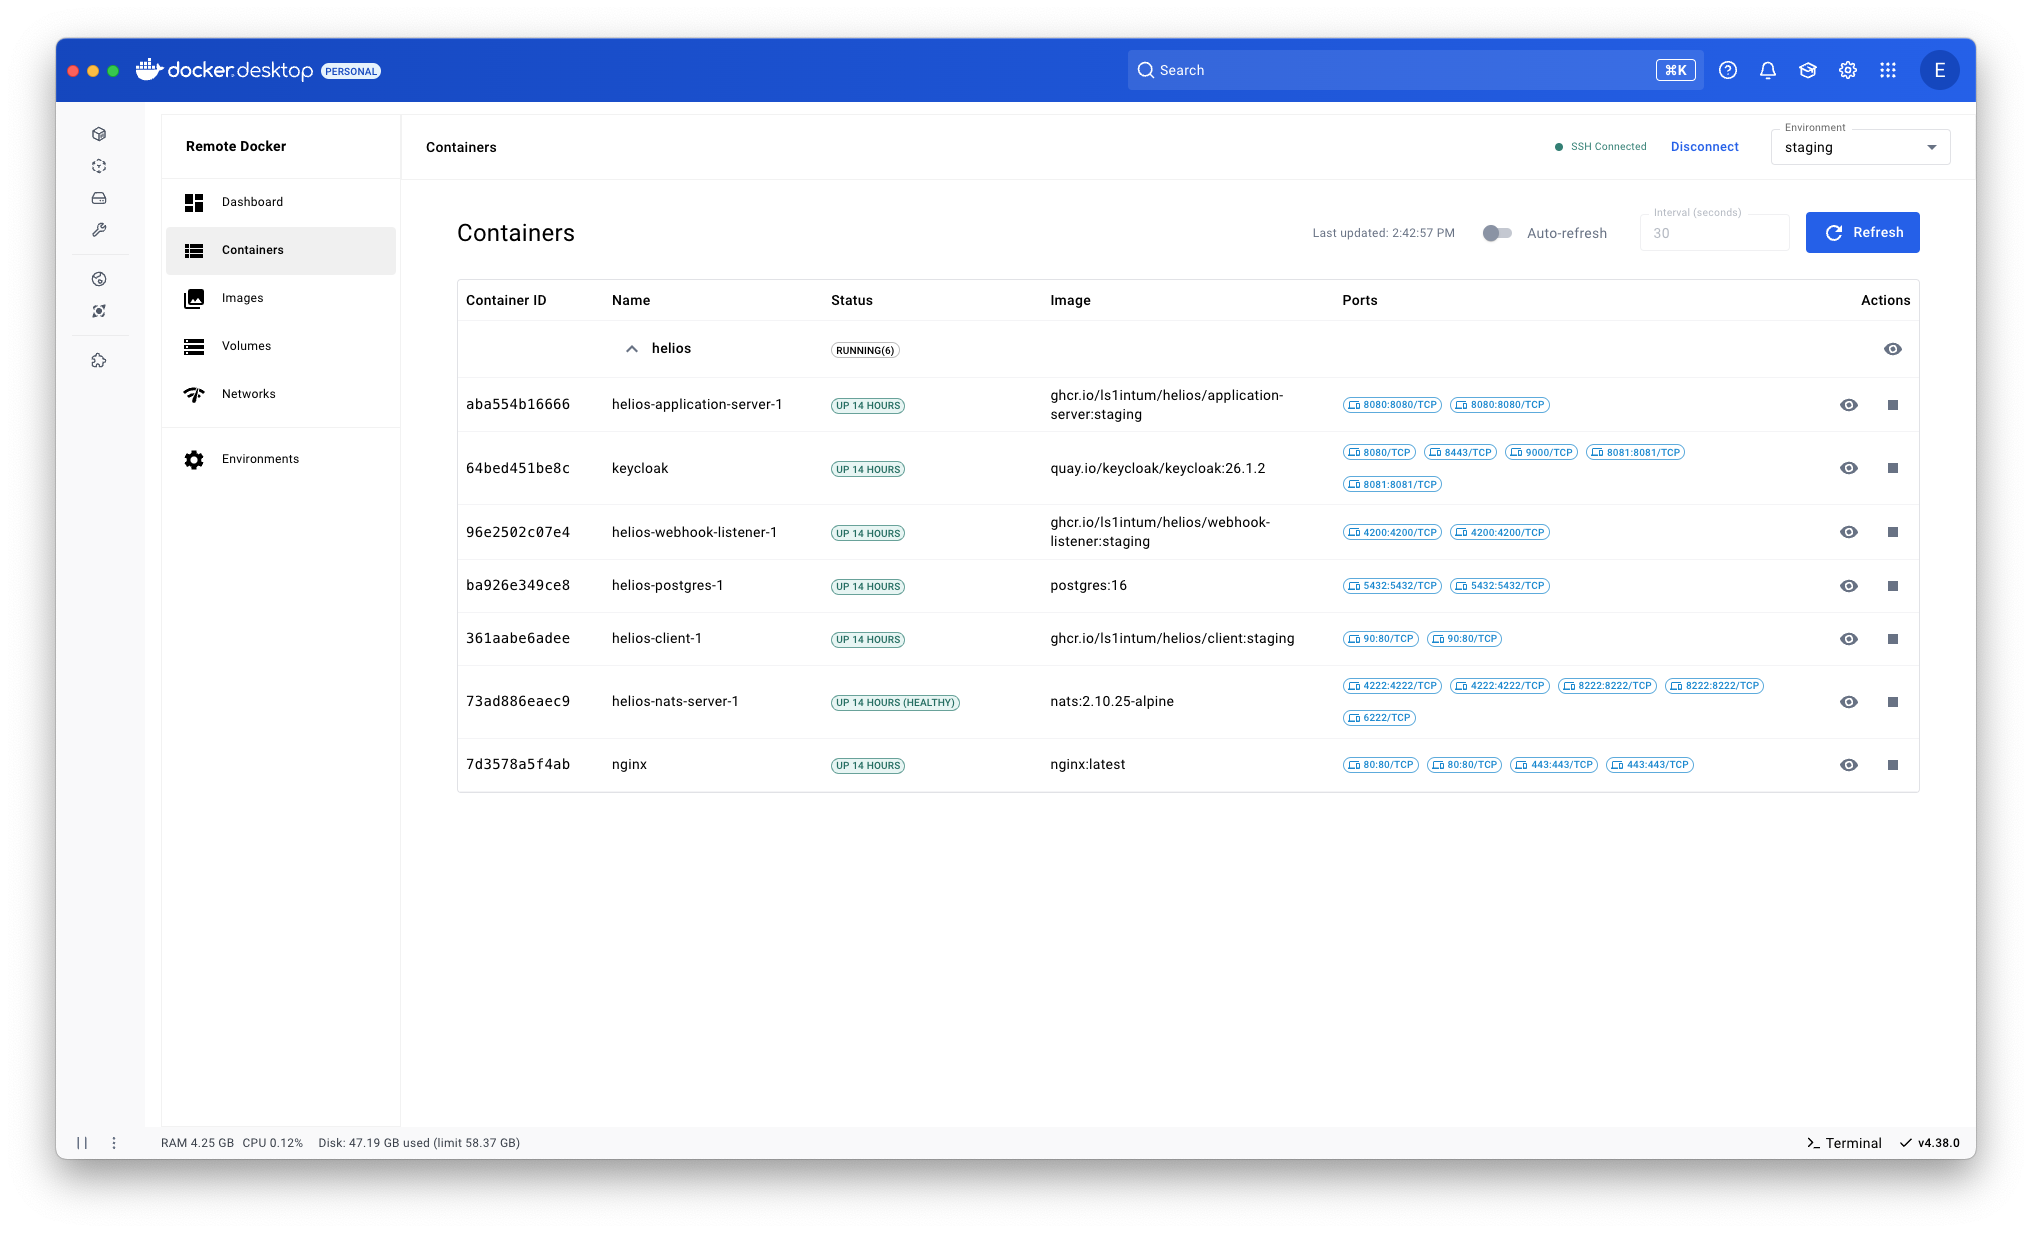 docker desktop PERSONAL
Search ⌘K
E
Remote Docker
Containers
SSH Connected
Disconnect
Environment
staging
Dashboard
Containers
Images
Volumes
Networks
Environments
Containers
Last updated: 2:42:57 PM
Auto-refresh
Interval (seconds)
30
Refresh
Container ID Name Status Image Ports Actions
helios RUNNING(6)
aba554b16666 helios-application-server-1 UP 14 HOURS ghcr.io/ls1intum/helios/application-
server:staging 8080:8080/TCP 8080:8080/TCP
64bed451be8c keycloak UP 14 HOURS quay.io/keycloak/keycloak:26.1.2 8080/TCP 8443/TCP 9000/TCP 8081:8081/TCP
8081:8081/TCP
96e2502c07e4 helios-webhook-listener-1 UP 14 HOURS ghcr.io/ls1intum/helios/webhook-
listener:staging 4200:4200/TCP 4200:4200/TCP
ba926e349ce8 helios-postgres-1 UP 14 HOURS postgres:16 5432:5432/TCP 5432:5432/TCP
361aabe6adee helios-client-1 UP 14 HOURS ghcr.io/ls1intum/helios/client:staging 90:80/TCP 90:80/TCP
73ad886eaec9 helios-nats-server-1 UP 14 HOURS (HEALTHY) nats:2.10.25-alpine 4222:4222/TCP 4222:4222/TCP 8222:8222/TCP 8222:8222/TCP
6222/TCP
7d3578a5f4ab nginx UP 14 HOURS nginx:latest 80:80/TCP 80:80/TCP 443:443/TCP 443:443/TCP
RAM 4.25 GB CPU 0.12% Disk: 47.19 GB used (limit 58.37 GB)
Terminal v4.38.0